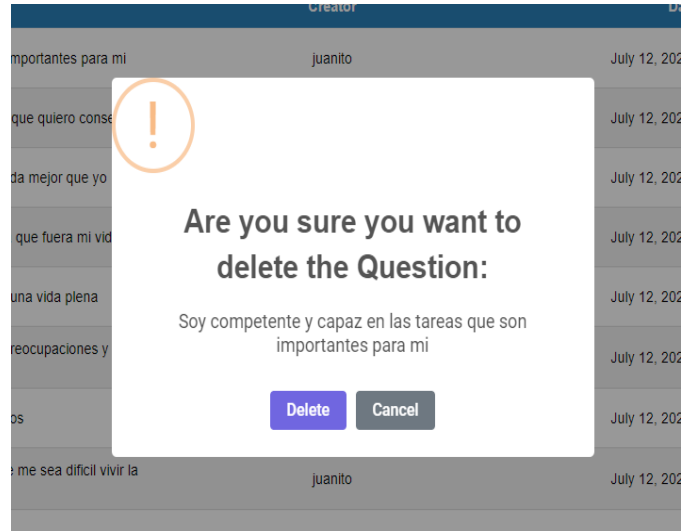 Creator
mportantes para mi juanito July 12, 202
que quiero conse July 12, 202
!
da mejor que yo July 12, 202
Are you sure you want to
que fuera mi vid July 12, 202
delete the Question:
una vida plena July 12, 202
Soy competente y capaz en las tareas que son
importantes para mi
reocupaciones y July 12, 202
Delete Cancel
os July 12, 202
me sea dificil vivir la juanito July 12, 202